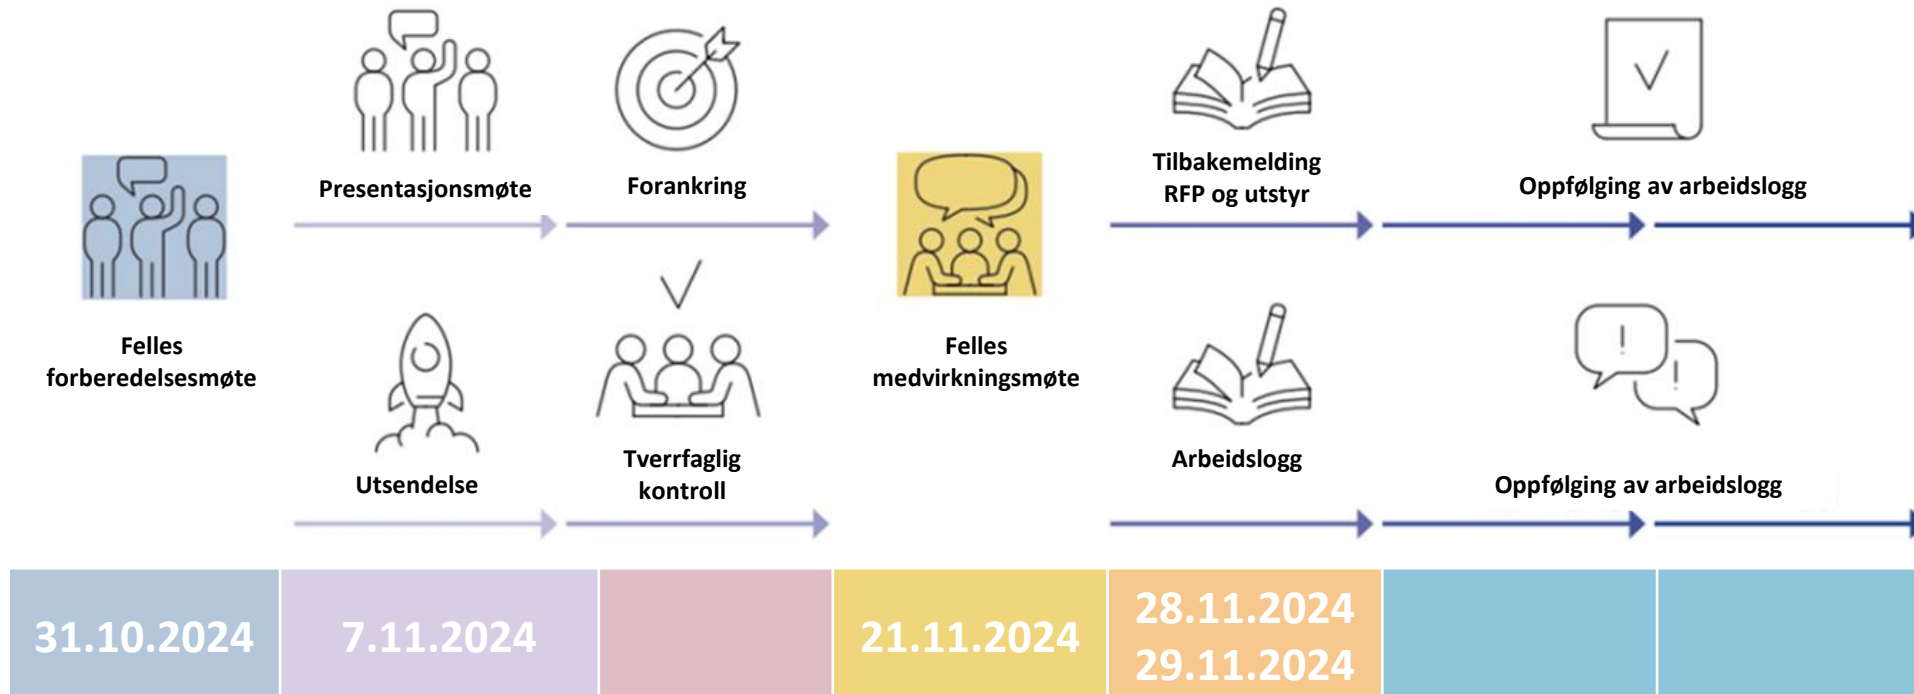 Presentasjonsmøte
Forankring
Tilbakemelding
RFP og utstyr
Oppfølging av arbeidslogg
Felles
forberedelsesmøte
Felles
medvirkningsmøte
Utsendelse
Tverrfaglig
kontroll
Arbeidslogg
Oppfølging av arbeidslogg
31.10.2024
7.11.2024
21.11.2024
28.11.2024
29.11.2024